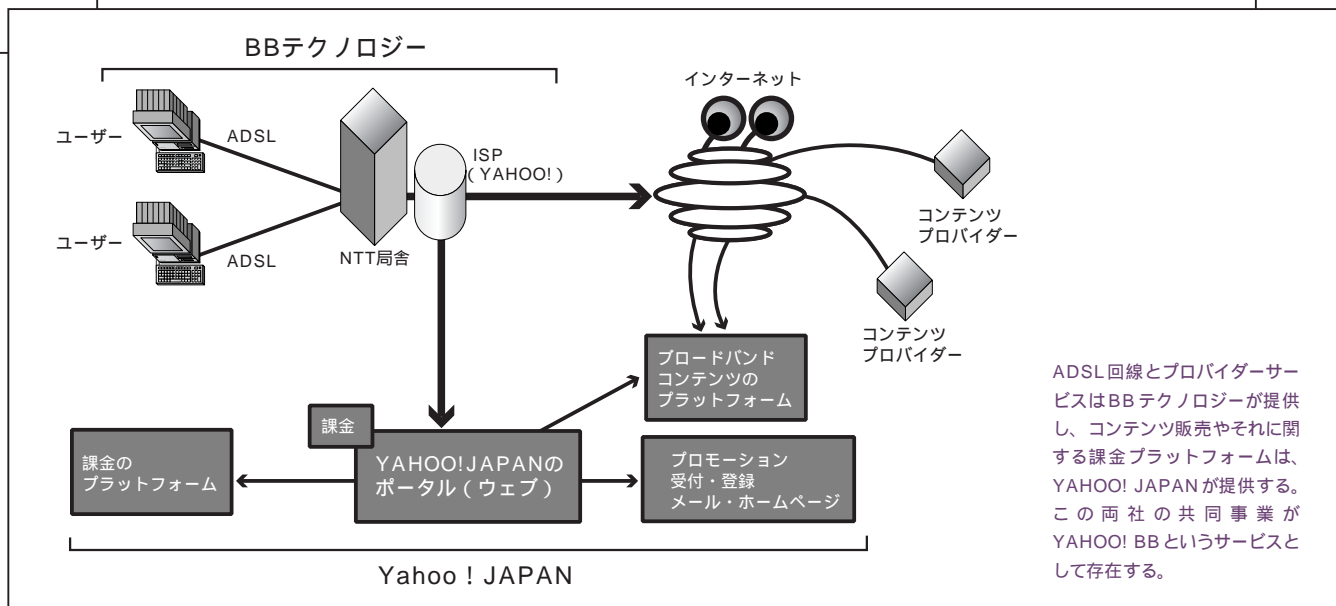 BBテクノロジー
インターネット
ユーザー
ADSL
ISP
(YAHOO!)
コンテンツ
プロバイダー
ユーザー
ADSL
NTT局舎
コンテンツ
プロバイダー
ブロードバンド
コンテンツの
プラットフォーム
課金
課金の
プラットフォーム
YAHOO!JAPANの
ポータル(ウェブ)
プロモーション
受付・登録
メール・ホームページ
Yahoo!JAPAN
ADSL回線とプロバイダーサー
ビスはBBテクノロジーが提供
し、コンテンツ販売やそれに関
する課金プラットフォームは、
YAHOO! JAPANが提供する。
この両社の共同事業が
YAHOO! BBというサービスと
して存在する。